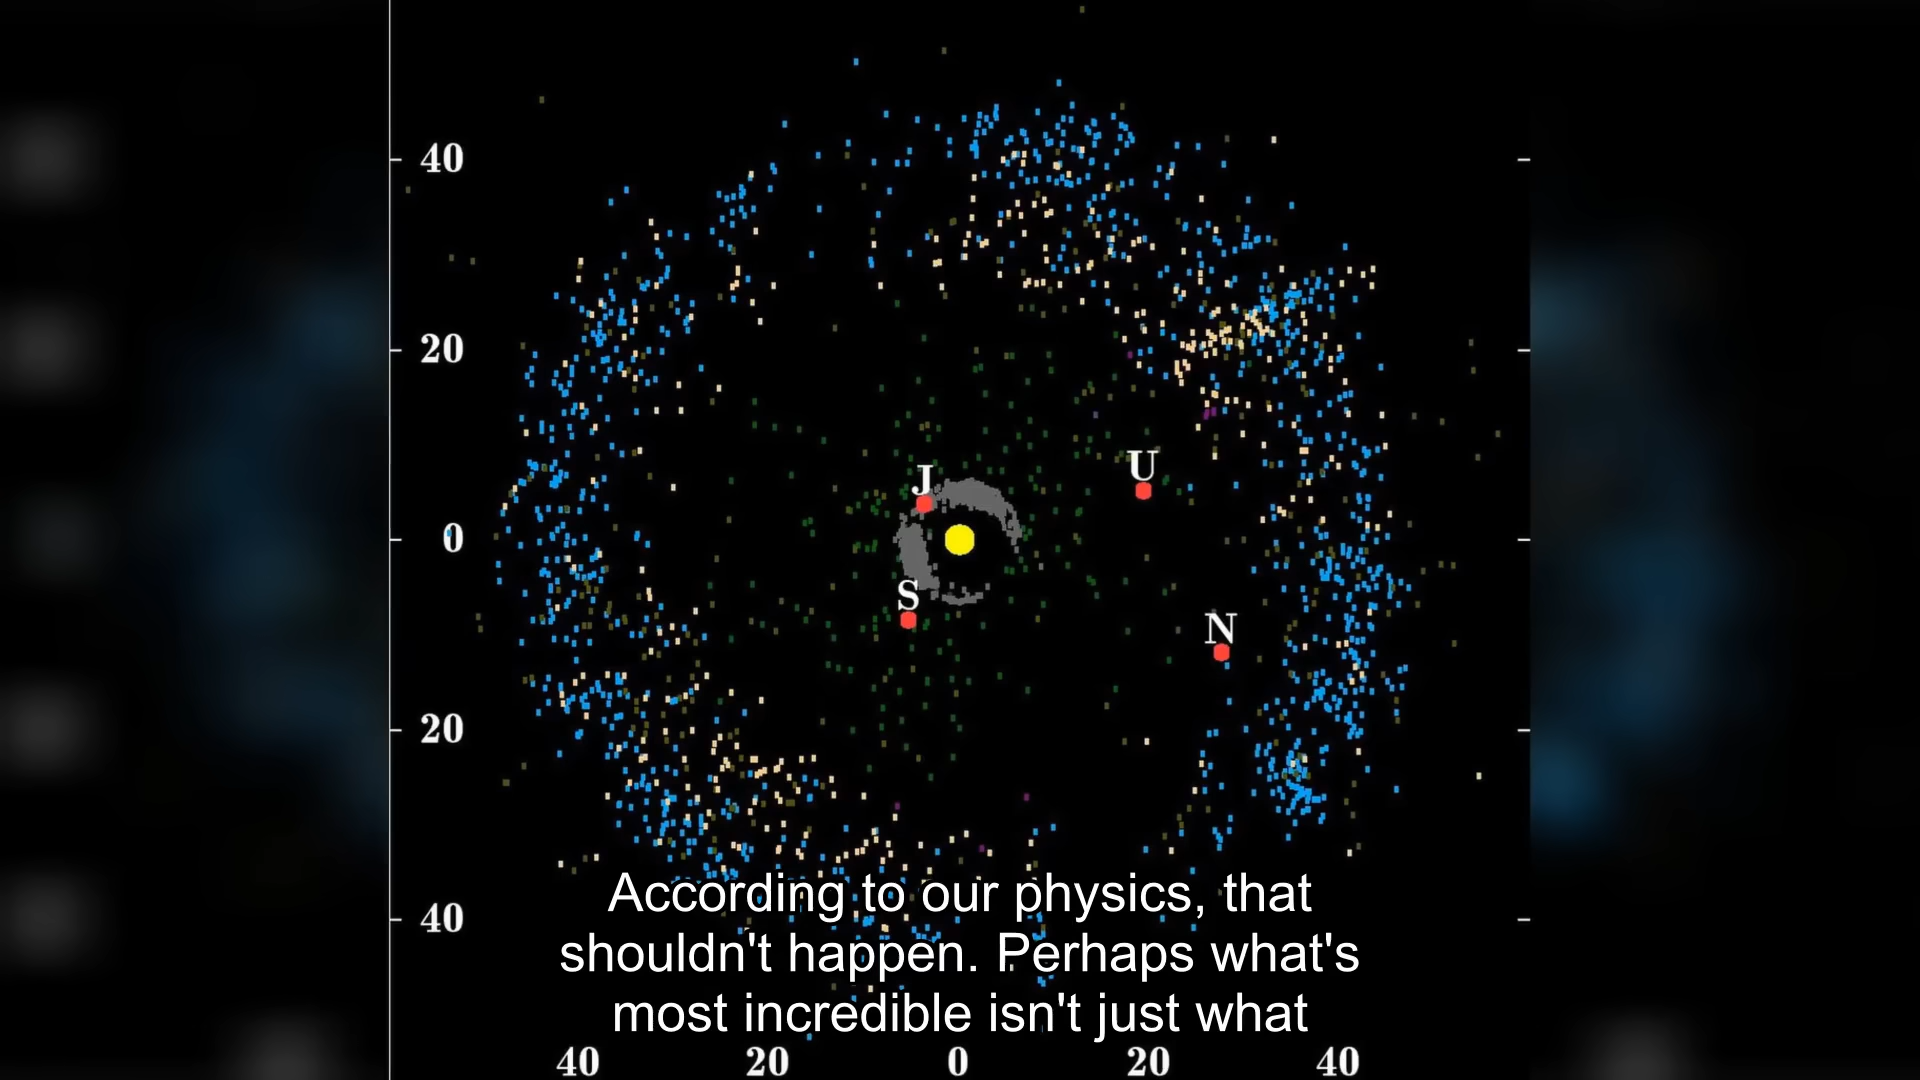 40
20
J
U
0
S
N
20
40
According to our physics, that
shouldn't happen. Perhaps what's
most incredible isn't just what
40 20 0 20 40